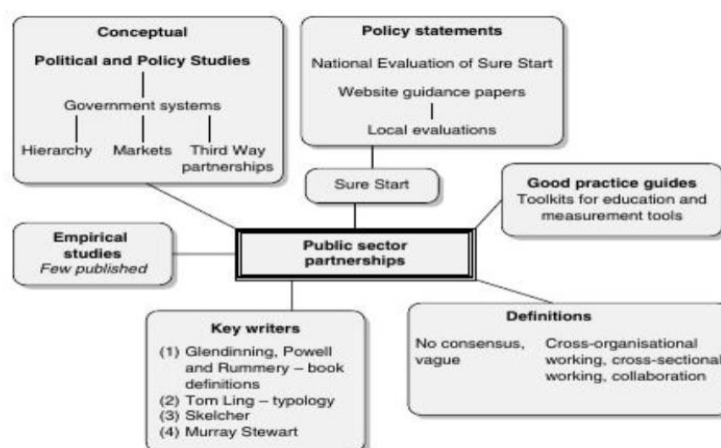 Conceptual
Political and Policy Studies
Government systems
Hierarchy
Markets
Third Way
partnerships
Policy statements
National Evaluation of Sure Start
Website guidance papers
Local evaluations
Sure Start
Good practice guides
Toolkits for education and
measurement tools
Empirical
studies
Few published
Public sector
partnerships
Key writers
(1) Glendinning, Powell
and Rummery – book
definitions
(2) Tom Ling – typology
(3) Skelcher
(4) Murray Stewart
Definitions
No consensus,
vague
Cross-organisational
working, cross-sectional
working, collaboration